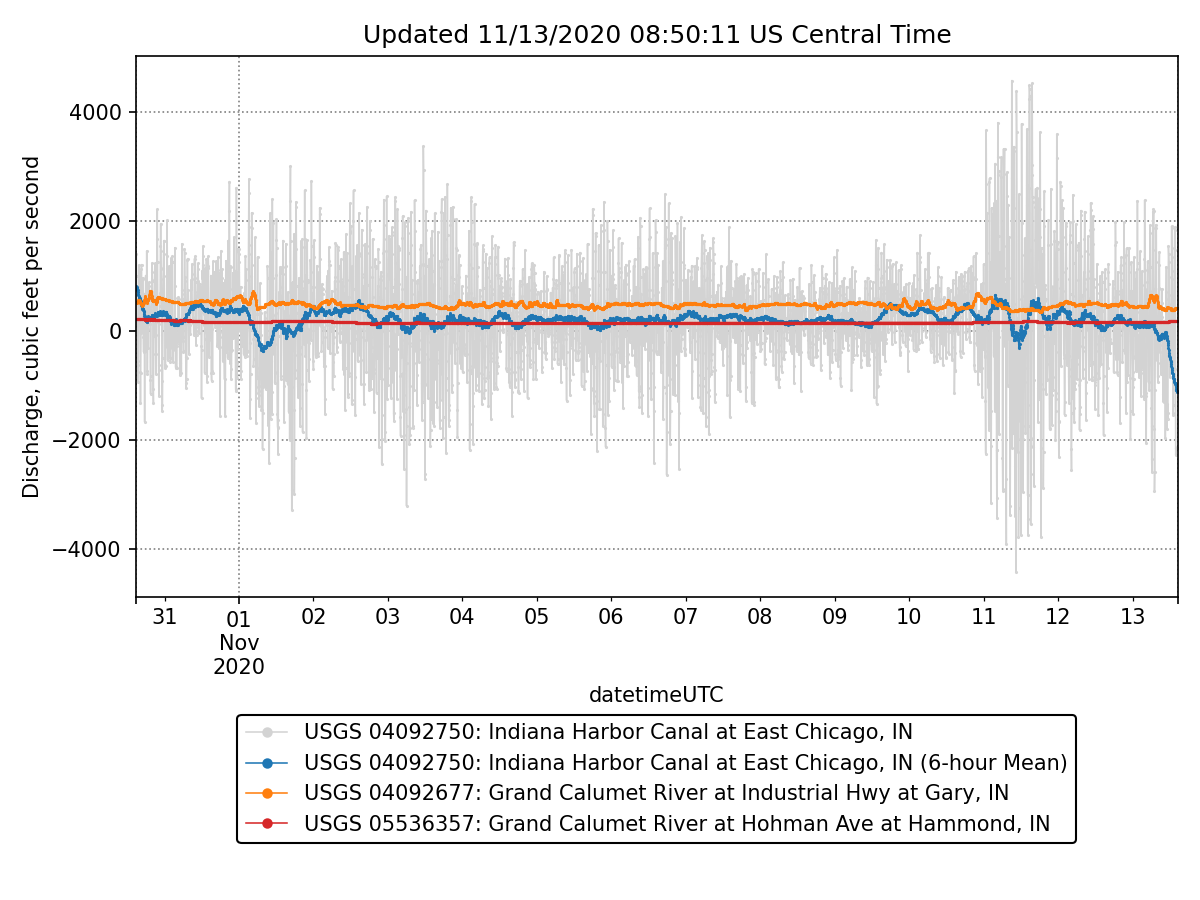 Updated 11/13/2020 08:50:11 US Central Time
Discharge, cubic feet per second
4000
2000
0
−2000
−4000
31 01 02 03 04 05 06 07 08 09 10 11 12 13
Nov
2020
datetimeUTC
USGS 04092750: Indiana Harbor Canal at East Chicago, IN
USGS 04092750: Indiana Harbor Canal at East Chicago, IN (6-hour Mean)
USGS 04092677: Grand Calumet River at Industrial Hwy at Gary, IN
USGS 05536357: Grand Calumet River at Hohman Ave at Hammond, IN